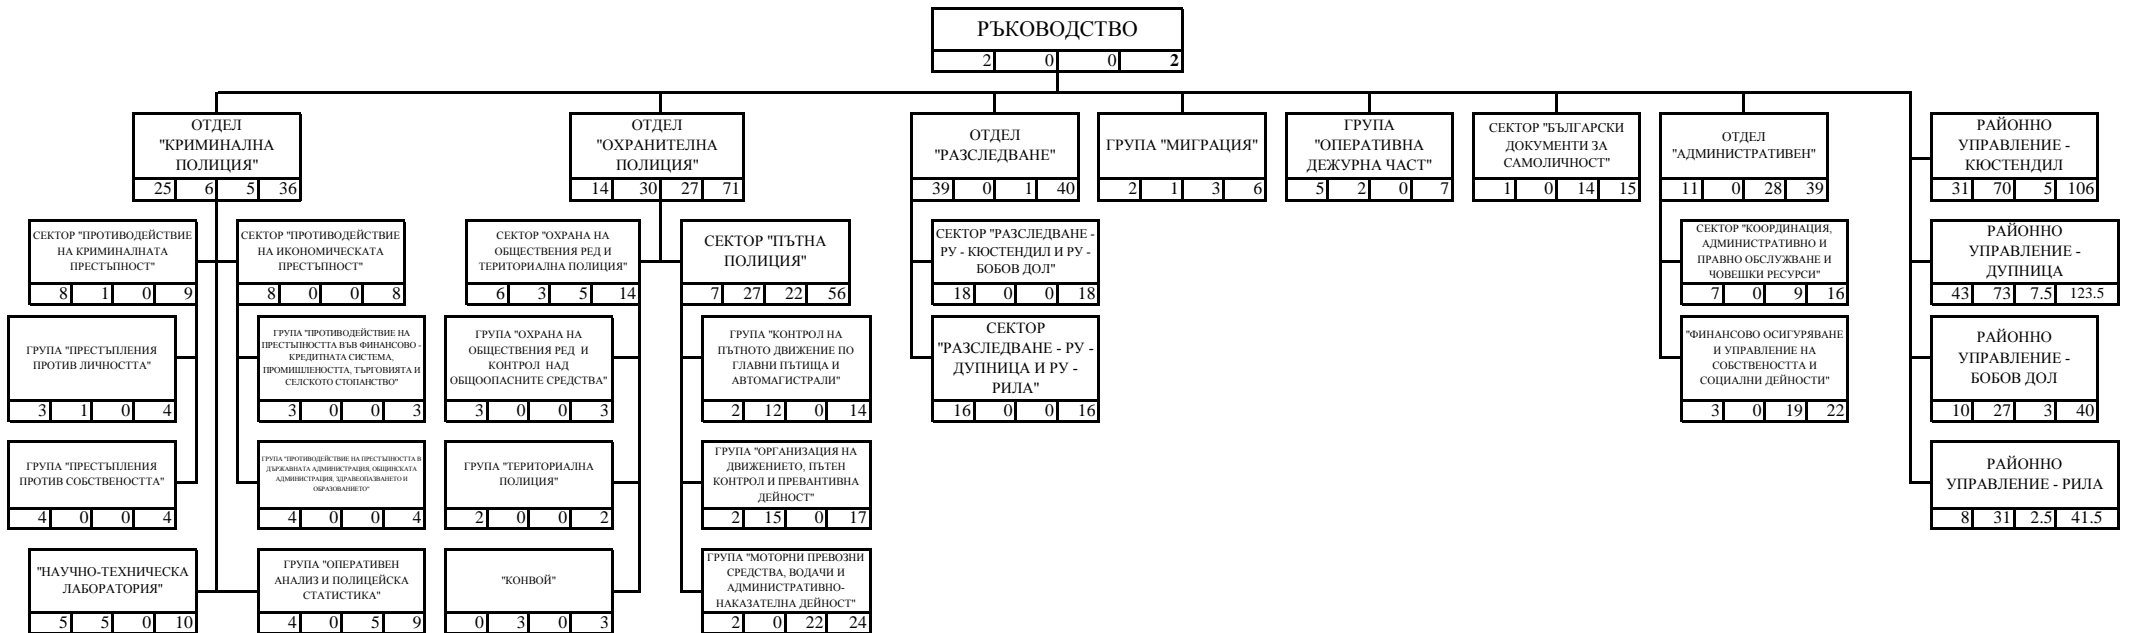 РЪКОВОДСТВО
2 0 0 2
ОТДЕЛ
"КРИМИНАЛНА
ПОЛИЦИЯ"
25 6 5 36
ОТДЕЛ
"ОХРАНИТЕЛНА
ПОЛИЦИЯ"
14 30 27 71
ОТДЕЛ
"РАЗСЛЕДВАНЕ"
39 0 1 40
ГРУПА "МИГРАЦИЯ"
2 1 3 6
ГРУПА
"ОПЕРАТИВНА
ДЕЖУРНА ЧАСТ"
5 2 0 7
СЕКТОР "БЪЛГАРСКИ
ДОКУМЕНТИ ЗА
САМОЛИЧНОСТ"
1 0 14 15
ОТДЕЛ
"АДМИНИСТРАТИВЕН"
11 0 28 39
РАЙОННО
УПРАВЛЕНИЕ -
КЮСТЕНДИЛ
31 70 5 106
СЕКТОР "ПРОТИВОДЕЙСТВИЕ
НА КРИМИНАЛНАТА
ПРЕСТЪПНОСТ"
8 1 0 9
СЕКТОР "ПРОТИВОДЕЙСТВИЕ
НА ИКОНОМИЧЕСКАТА
ПРЕСТЪПНОСТ"
8 0 0 8
СЕКТОР "ОХРАНА НА
ОБЩЕСТВЕНИЯ РЕД И
ТЕРИТОРИАЛНА ПОЛИЦИЯ"
6 3 5 14
СЕКТОР "ПЪТНА
ПОЛИЦИЯ"
7 27 22 56
СЕКТОР "РАЗСЛЕДВАНЕ -
РУ - КЮСТЕНДИЛ И РУ -
БОБОВ ДОЛ"
18 0 0 18
СЕКТОР "КООРДИНАЦИЯ,
АДМИНИСТРАТИВНО И
ПРАВНО ОБСЛУЖВАНЕ И
ЧОВЕШКИ РЕСУРСИ"
7 0 9 16
РАЙОННО
УПРАВЛЕНИЕ -
ДУПНИЦА
43 73 7.5 123.5
ГРУПА "ПРЕСТЪПЛЕНИЯ
ПРОТИВ ЛИЧНОСТТА"
3 1 0 4
ГРУПА "ПРОТИВОДЕЙСТВИЕ НА
ПРЕСТЪПНОСТТА ВЪВ ФИНАНСОВО -
КРЕДИТНАТА СИСТЕМА,
ПРОМИШЛЕНОСТТА, ТЪРГОВИЯТА И
СЕЛСКОТО СТОПАНСТВО"
3 0 0 3
ГРУПА "ОХРАНА НА
ОБЩЕСТВЕНИЯ РЕД И
КОНТРОЛ НАД
ОБЩООПАСНИТЕ СРЕДСТВА"
3 0 0 3
ГРУПА "КОНТРОЛ НА
ПЪТНОТО ДВИЖЕНИЕ ПО
ГЛАВНИ ПЪТИЩА И
АВТОМАГИСТРАЛИ"
2 12 0 14
СЕКТОР
"РАЗСЛЕДВАНЕ - РУ -
ДУПНИЦА И РУ -
РИЛА"
16 0 0 16
"ФИНАНСОВО ОСИГУРЯВАНЕ
И УПРАВЛЕНИЕ НА
СОБСТВЕНОСТТА И
СОЦИАЛНИ ДЕЙНОСТИ"
3 0 19 22
РАЙОННО
УПРАВЛЕНИЕ -
БОБОВ ДОЛ
10 27 3 40
ГРУПА "ПРЕСТЪПЛЕНИЯ
ПРОТИВ СОБСТВЕНОСТТА"
4 0 0 4
ГРУПА "ПРОТИВОДЕЙСТВИЕ НА ПРЕСТЪПНОСТТА В
ДЪРЖАВНАТА АДМИНИСТРАЦИЯ, ОБЩИНСКАТА
АДМИНИСТРАЦИЯ, ЗДРАВЕОПАЗВАНЕТО И
ОБРАЗОВАНИЕТО"
4 0 0 4
ГРУПА "ТЕРИТОРИАЛНА
ПОЛИЦИЯ"
2 0 0 2
ГРУПА "ОРГАНИЗАЦИЯ НА
ДВИЖЕНИЕТО, ПЪТЕН
КОНТРОЛ И ПРЕВАНТИВНА
ДЕЙНОСТ"
2 15 0 17
РАЙОННО
УПРАВЛЕНИЕ - РИЛА
8 31 2.5 41.5
"НАУЧНО-ТЕХНИЧЕСКА
ЛАБОРАТОРИЯ"
5 5 0 10
ГРУПА "ОПЕРАТИВЕН
АНАЛИЗ И ПОЛИЦЕЙСКА
СТАТИСТИКА"
4 0 5 9
"КОНВОЙ"
0 3 0 3
ГРУПА "МОТОРНИ ПРЕВОЗНИ
СРЕДСТВА, ВОДАЧИ И
АДМИНИСТРАТИВНО-
НАКАЗАТЕЛНА ДЕЙНОСТ"
2 0 22 24